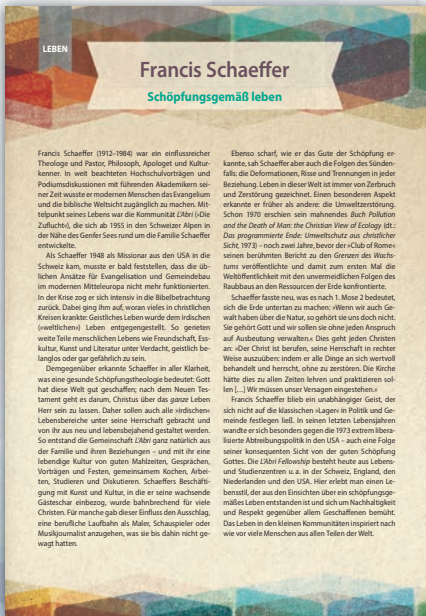 LEBEN
Francis Schaeffer
Schöpfungsgemäß leben
Francis Schaeffer (1912–1984) war ein einflussreicher
Theologe und Pastor, Philosoph, Apologet und Kultur-
kenner. In weit beachteten Hochschulvorträgen und
Podiumsdiskussionen mit führenden Akademikern sei-
ner Zeit wusste er modernen Menschen das Evangelium
und die biblische Weltsicht zugänglich zu machen. Mit-
telpunkt seines Lebens war die Kommunität L'Abri (»Die
Zuflucht«), die sich ab 1955 in den Schweizer Alpen in
der Nähe des Genfer Sees rund um die Familie Schaeffer
entwickelte.
Als Schaeffer 1948 als Missionar aus den USA in die
Schweiz kam, musste er bald feststellen, dass die üb-
lichen Ansätze für Evangelisation und Gemeindebau
im modernen Mitteleuropa nicht mehr funktionierten.
In der Krise zog er sich intensiv in die Bibelbetrachtung
zurück. Dabei ging ihm auf, woran vieles in christlichen
Kreisen krankte: Geistliches Leben wurde dem irdischen
(»weltlichen«) Leben entgegengestellt. So gerieten
weite Teile menschlichen Lebens wie Freundschaft, Ess-
kultur, Kunst und Literatur unter Verdacht, geistlich be-
langlos oder gar gefährlich zu sein.
Demgegenüber erkannte Schaeffer in aller Klarheit,
was eine gesunde Schöpfungstheologie bedeutet: Gott
hat diese Welt gut geschaffen; nach dem Neuen Tes-
tament geht es darum, Christus über das ganze Leben
Herr sein zu lassen. Daher sollen auch alle »irdischen«
Lebensbereiche unter seine Herrschaft gebracht und
von ihr aus neu und lebensbejahend gestaltet werden.
So entstand die Gemeinschaft L'Abri ganz natürlich aus
der Familie und ihren Beziehungen – und mit ihr eine
lebendige Kultur von guten Mahlzeiten, Gesprächen,
Vorträgen und Festen, gemeinsamem Kochen, Arbei-
ten, Studieren und Diskutieren. Schaeffers Beschäfti-
gung mit Kunst und Kultur, in die er seine wachsende
Gästeschar einbezog, wurde bahnbrechend für viele
Christen. Für manche gab dieser Einfluss den Ausschlag,
eine berufliche Laufbahn als Maler, Schauspieler oder
Musikjournalist anzugehen, was sie bis dahin nicht ge-
wagt hatten.
Ebenso scharf, wie er das Gute der Schöpfung er-
kannte, sah Schaeffer aber auch die Folgen des Sünden-
falls: die Deformationen, Risse und Trennungen in jeder
Beziehung. Leben in dieser Welt ist immer von Zerbruch
und Zerstörung gezeichnet. Einen besonderen Aspekt
erkannte er früher als andere: die Umweltzerstörung.
Schon 1970 erschien sein mahnendes Buch Pollution
and the Death of Man: the Christian View of Ecology (dt.:
Das programmierte Ende: Umweltschutz aus christlicher
Sicht, 1973) – noch zwei Jahre, bevor der »Club of Rome«
seinen berühmten Bericht zu den Grenzen des Wachs-
tums veröffentlichte und damit zum ersten Mal die
Weltöffentlichkeit mit den unvermeidlichen Folgen des
Raubbaus an den Ressourcen der Erde konfrontierte.
Schaeffer fasste neu, was es nach 1. Mose 2 bedeutet,
sich die Erde untertan zu machen: »Wenn wir auch Ge-
walt haben über die Natur, so gehört sie uns doch nicht.
Sie gehört Gott und wir sollen sie ohne jeden Anspruch
auf Ausbeutung verwalten.« Dies geht jeden Christen
an: »Der Christ ist berufen, seine Herrschaft in rechter
Weise auszuüben: indem er alle Dinge an sich wertvoll
behandelt und herrscht, ohne zu zerstören. Die Kirche
hätte dies zu allen Zeiten lehren und praktizieren sol-
len […] Wir müssen unser Versagen eingestehen.«
Francis Schaeffer blieb ein unabhängiger Geist, der
sich nicht auf die klassischen »Lager« in Politik und Ge-
meinde festlegen ließ. In seinen letzten Lebensjahren
wandte er sich besonders gegen die 1973 extrem libera-
lisierte Abtreibungspolitik in den USA – auch eine Folge
seiner konsequenten Sicht von der guten Schöpfung
Gottes. Die L'Abri Fellowship besteht heute aus Lebens-
und Studienzentren u. a. in der Schweiz, England, den
Niederlanden und den USA. Hier erlebt man einen Le-
bensstil, der aus den Einsichten über ein schöpfungsge-
mäßes Leben entstanden ist und sich um Nachhaltigkeit
und Respekt gegenüber allem Geschaffenen bemüht.
Das Leben in den kleinen Kommunitäten inspiriert nach
wie vor viele Menschen aus allen Teilen der Welt.